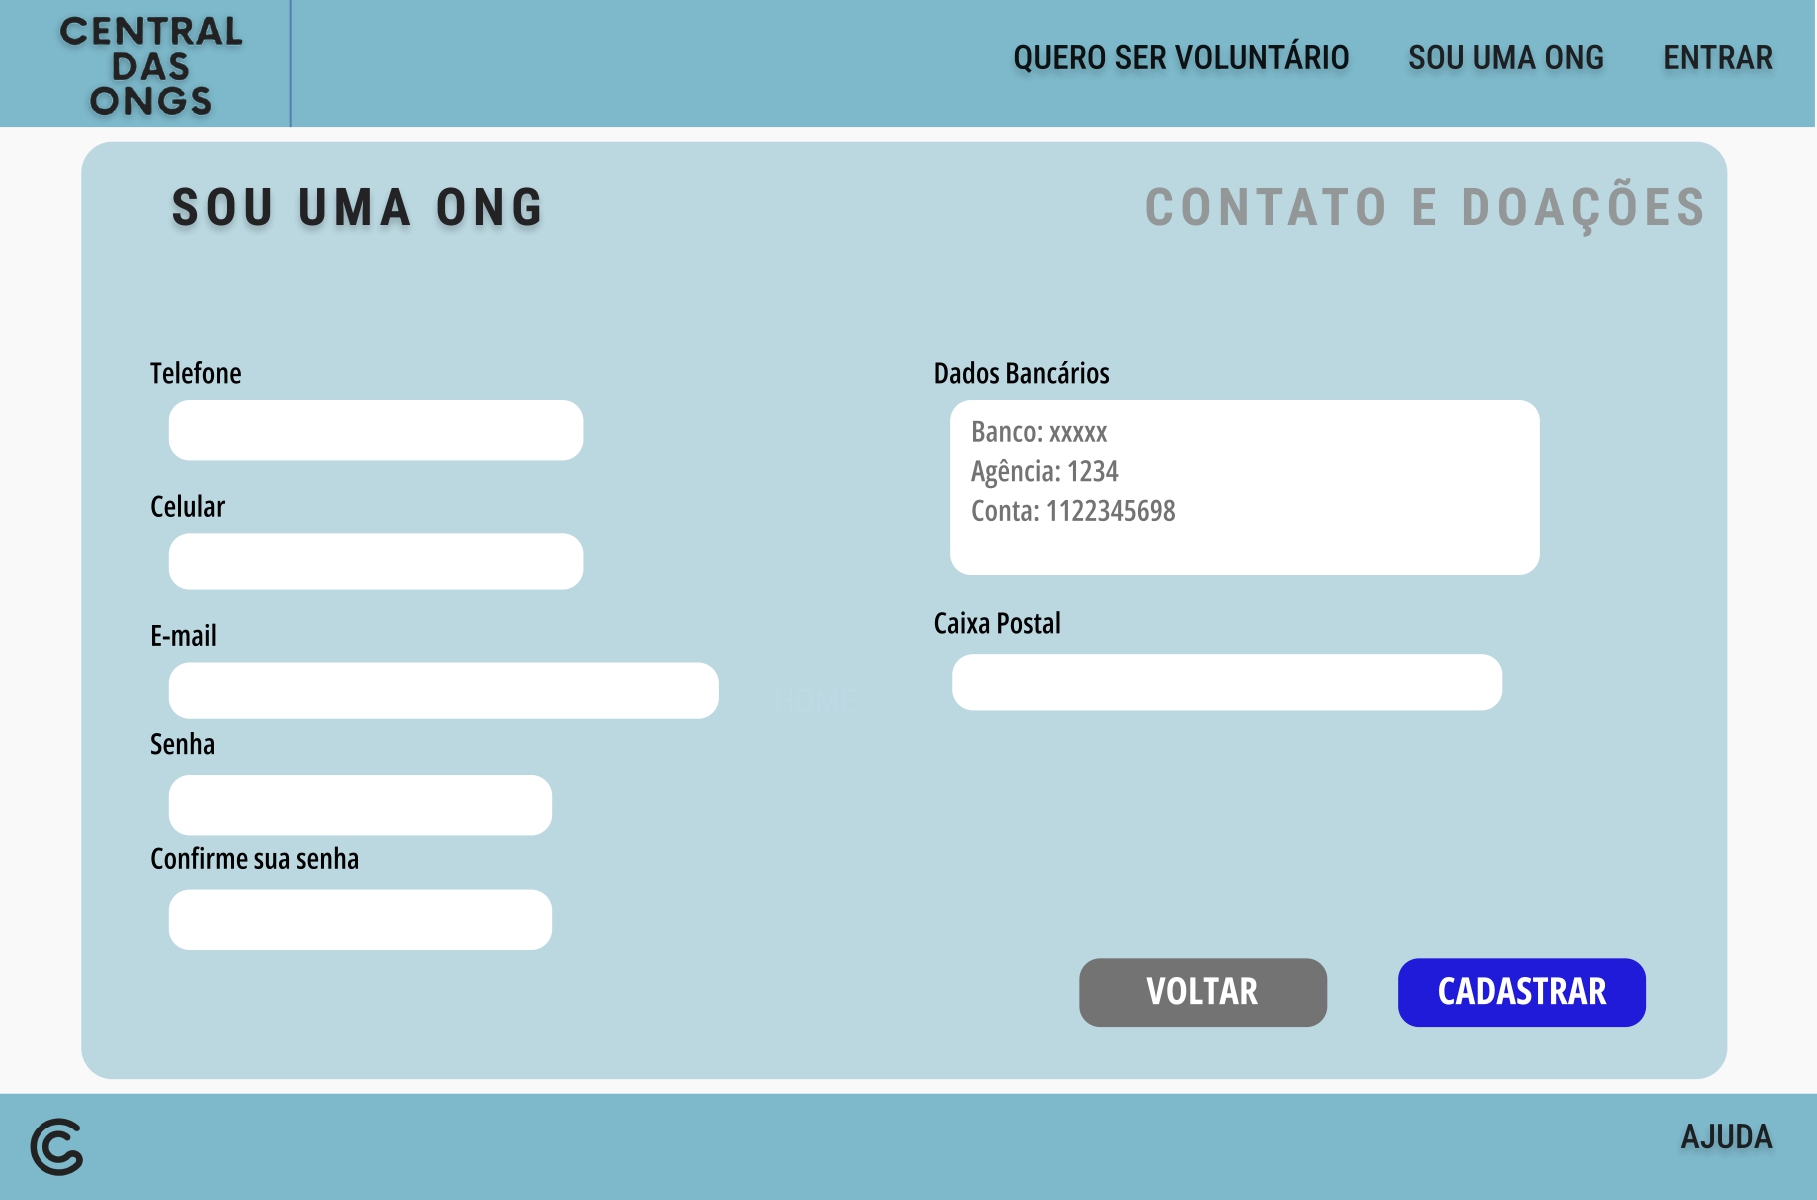 CENTRAL
DAS
ONGS
QUERO SER VOLUNTÁRIO
SOU UMA ONG
ENTRAR
SOU UMA ONG
CONTATO E DOAÇÕES
Telefone
Celular
E-mail
Senha
Confirme sua senha
Dados Bancários
Banco: xxxxx
Agência: 1234
Conta: 1122345698
Caixa Postal
HOME
VOLTAR
CADASTRAR
AJUDA